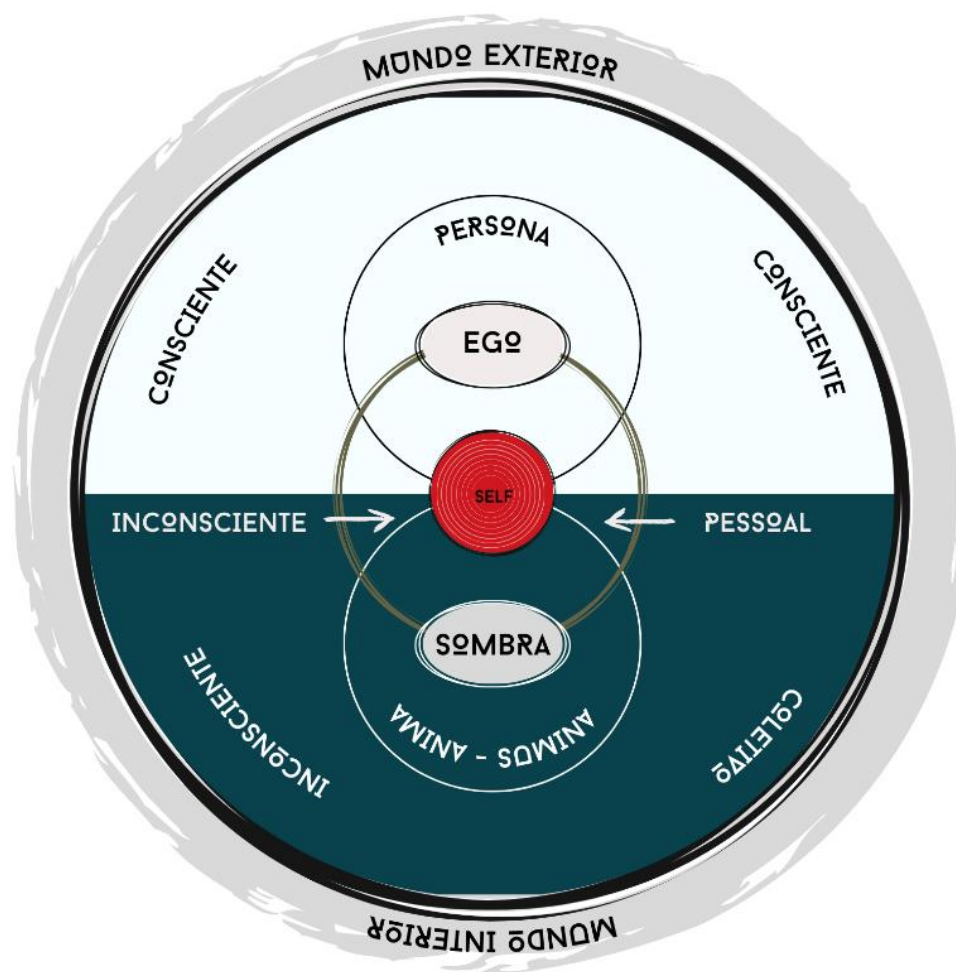 MUNDO EXTERIOR
PERSONA
CONSCIENTE
CONSCIENTE
EGO
SELF
INCONSCIENTE
PESSOAL
SOMBRA
ANIMUS - ANIMA
INCONSCIENTE
COLETIVO
MUNDO INTERIOR